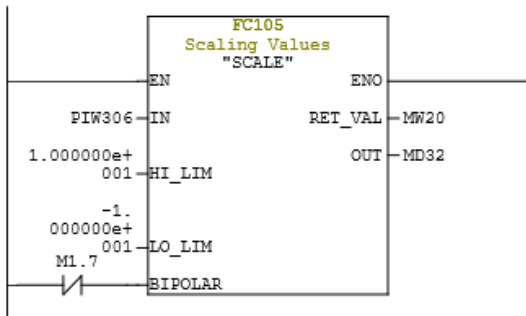 FC105
Scaling Values
"SCALE"
EN ENO
PIW306 IN RET_VAL MW20
1.000000e+ OUT MD32
001 HI_LIM
-1.
000000e+
001 LO_LIM
M1.7
BIPOLAR